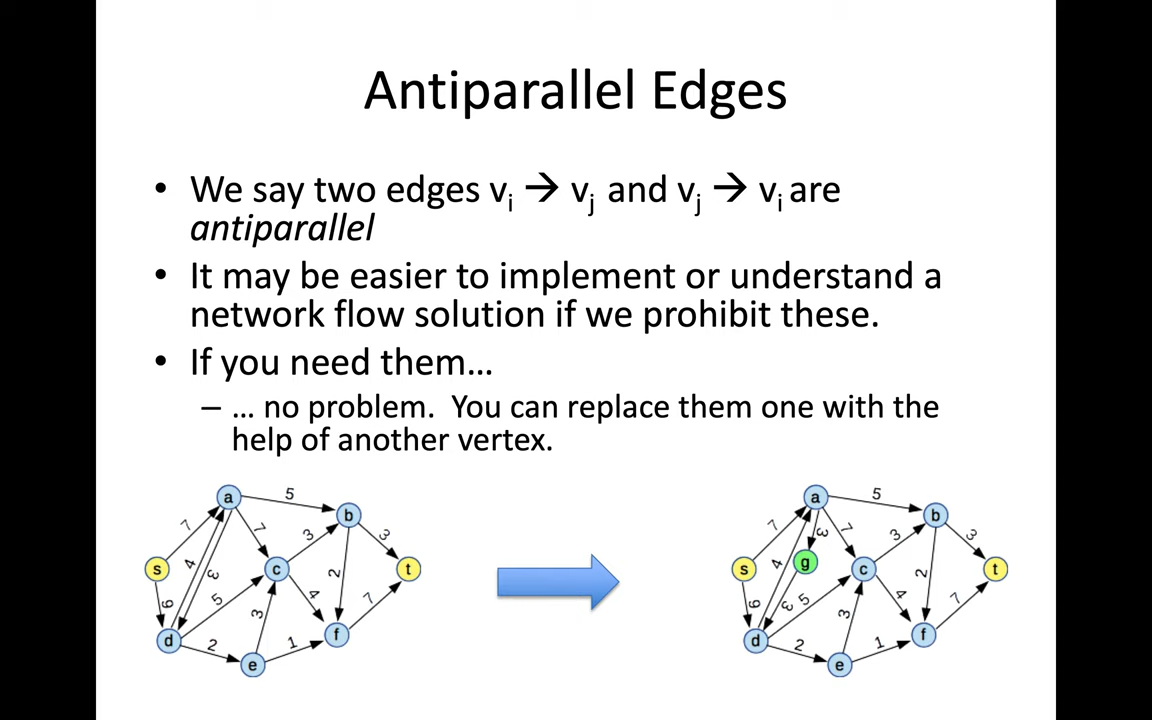 Antiparallel Edges
• We say two edges vi → vj and vj → vi are
antiparallel
• It may be easier to implement or understand a
network flow solution if we prohibit these.
• If you need them…
– … no problem. You can replace them one with the
help of another vertex.
a 5 b
7 7 3 3
s 4 3 c t
6 5 3 4 2 7
d 2 e 1 f
a 5 b
7 3 7 3 3
s 4 g c t
6 3 5 3 4 2 7
d 2 e 1 f